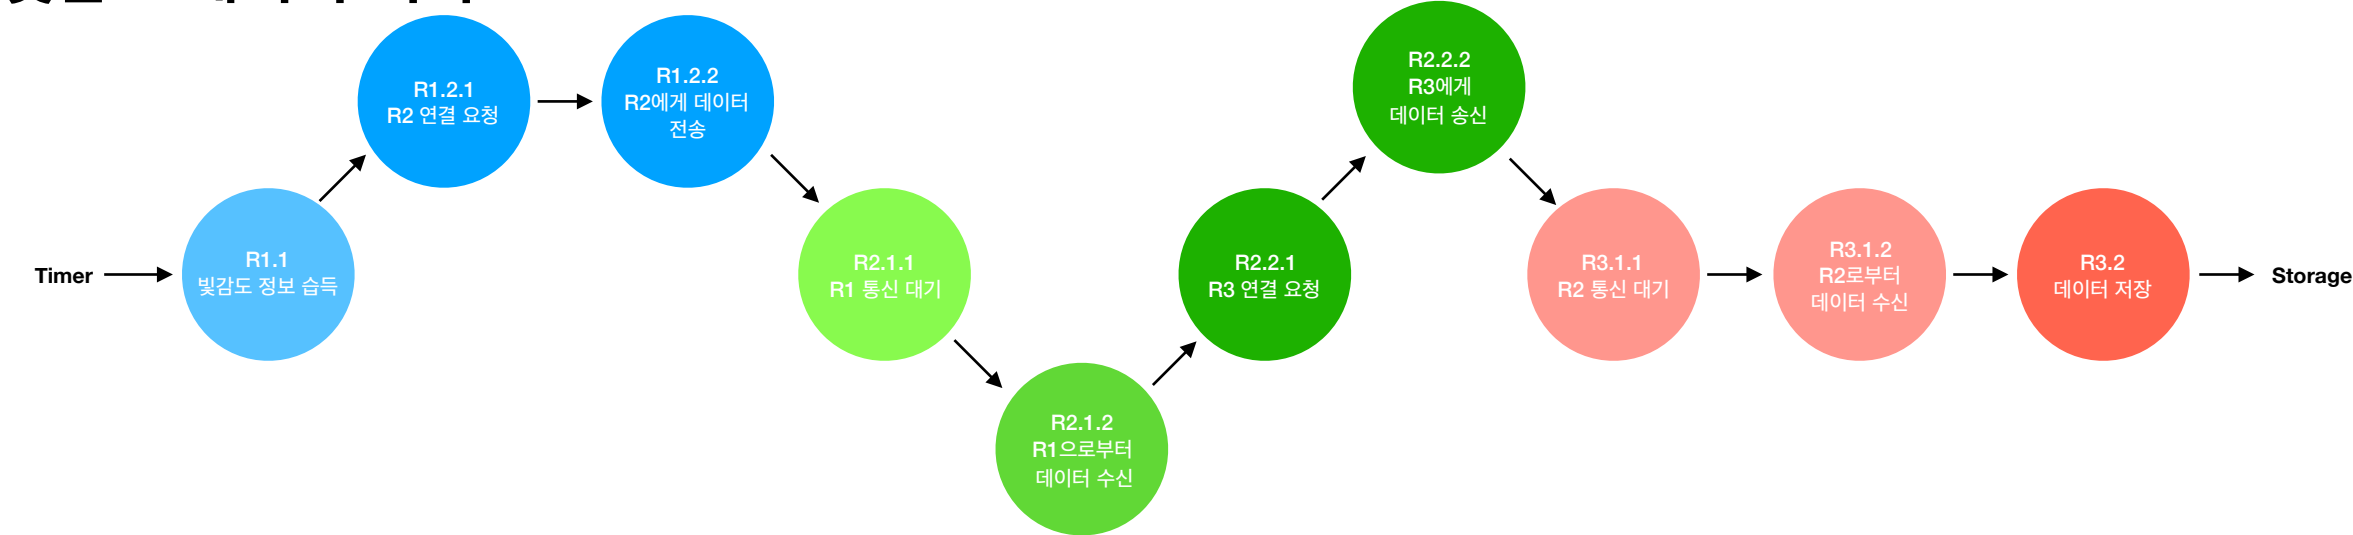 Timer
R1.1
빛감도 정보 습득
R1.2.1
R2 연결 요청
R1.2.2
R2에게 데이터
전송
R2.1.1
R1 통신 대기
R2.1.2
R1으로부터
데이터 수신
R2.2.1
R3 연결 요청
R2.2.2
R3에게
데이터 송신
R3.1.1
R2 통신 대기
R3.1.2
R2로부터
데이터 수신
R3.2
데이터 저장
Storage